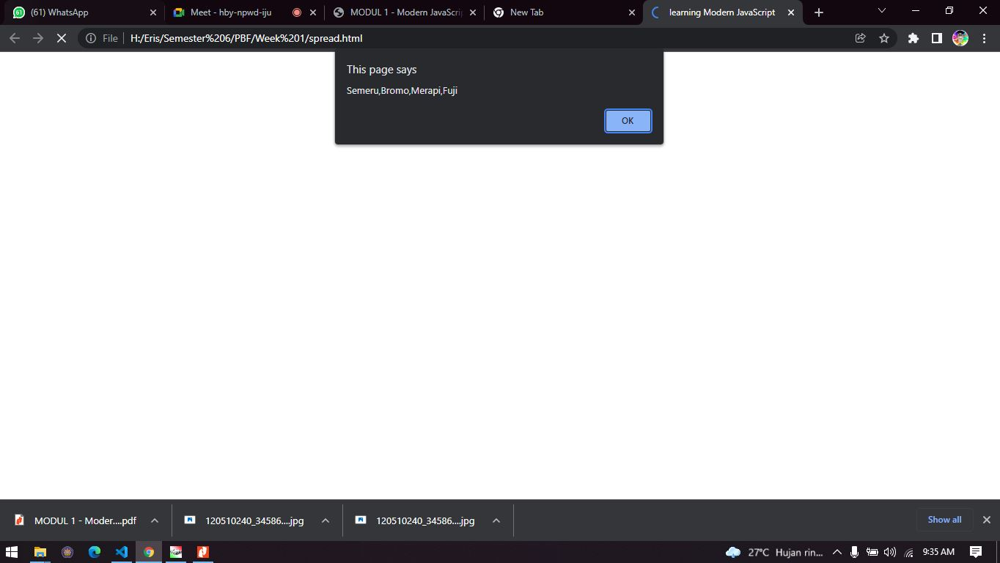 61
(61) WhatsApp
Meet - hby-npwd-iju
MODUL 1 - Modern JavaScri
New Tab
learning Modern JavaScript
File
H:/Eris/Semester%206/PBF/Week%201/spread.html
This page says
Semeru,Bromo,Merapi,Fuji
OK
MODUL 1 - Moder....pdf
120510240_34586....jpg
120510240_34586....jpg
Show all
27°C Hujan rin...
9:35 AM